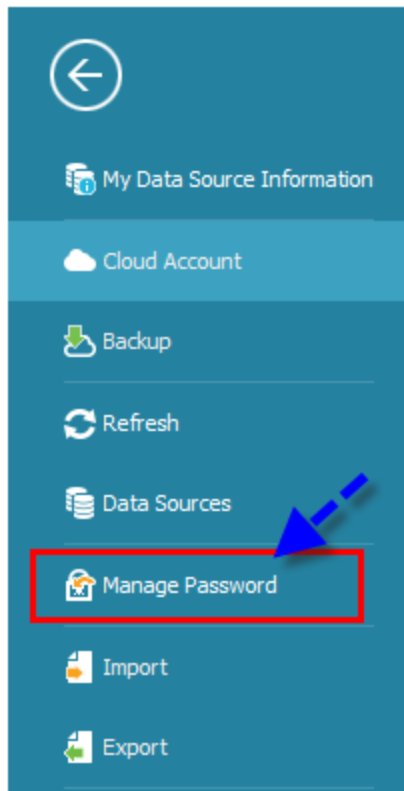 My Data Source Information
Cloud Account
Backup
Refresh
Data Sources
Manage Password
Import
Export